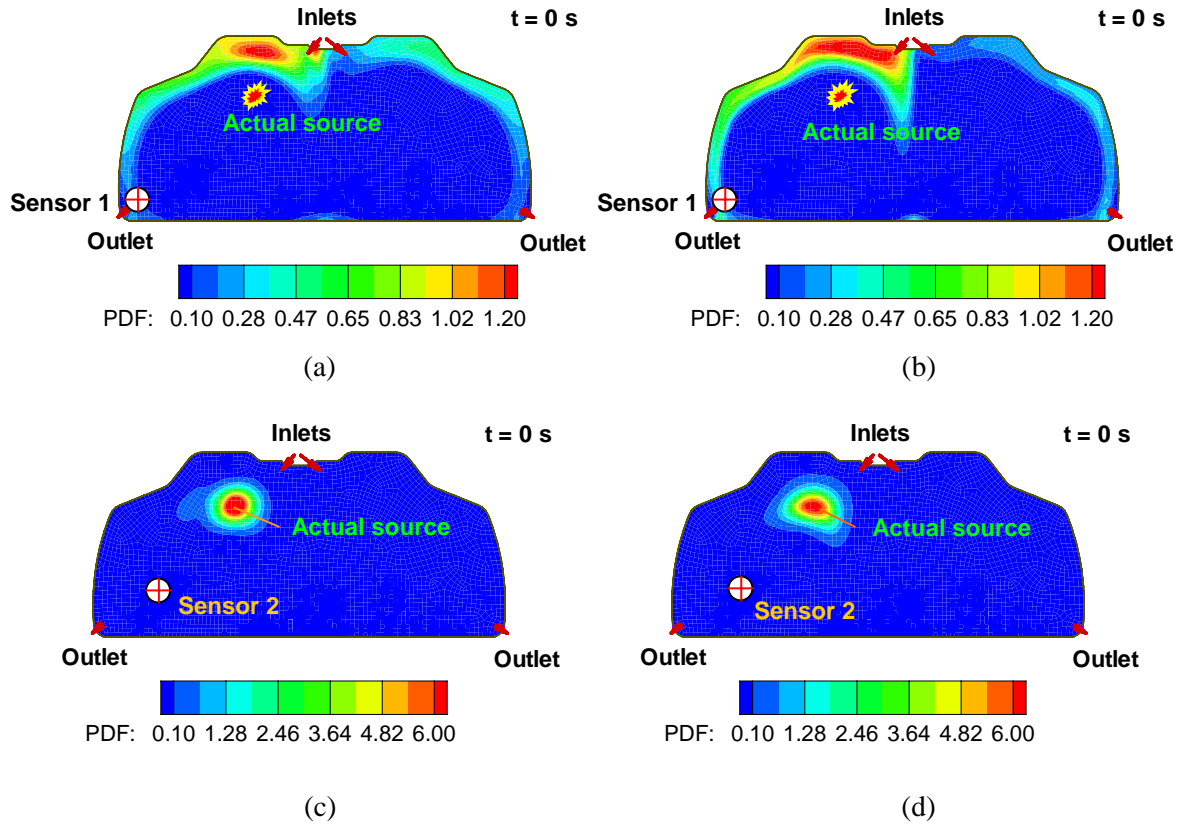 Inlets
t = 0 s
Actual source
Sensor 1
Outlet
Outlet
PDF: 0.10 0.28 0.47 0.65 0.83 1.02 1.20
(a)
Inlets
t = 0 s
Actual source
Sensor 1
Outlet
Outlet
PDF: 0.10 0.28 0.47 0.65 0.83 1.02 1.20
(b)
Inlets
t = 0 s
Actual source
Sensor 2
Outlet
Outlet
PDF: 0.10 1.28 2.46 3.64 4.82 6.00
(c)
Inlets
t = 0 s
Actual source
Sensor 2
Outlet
Outlet
PDF: 0.10 1.28 2.46 3.64 4.82 6.00
(d)